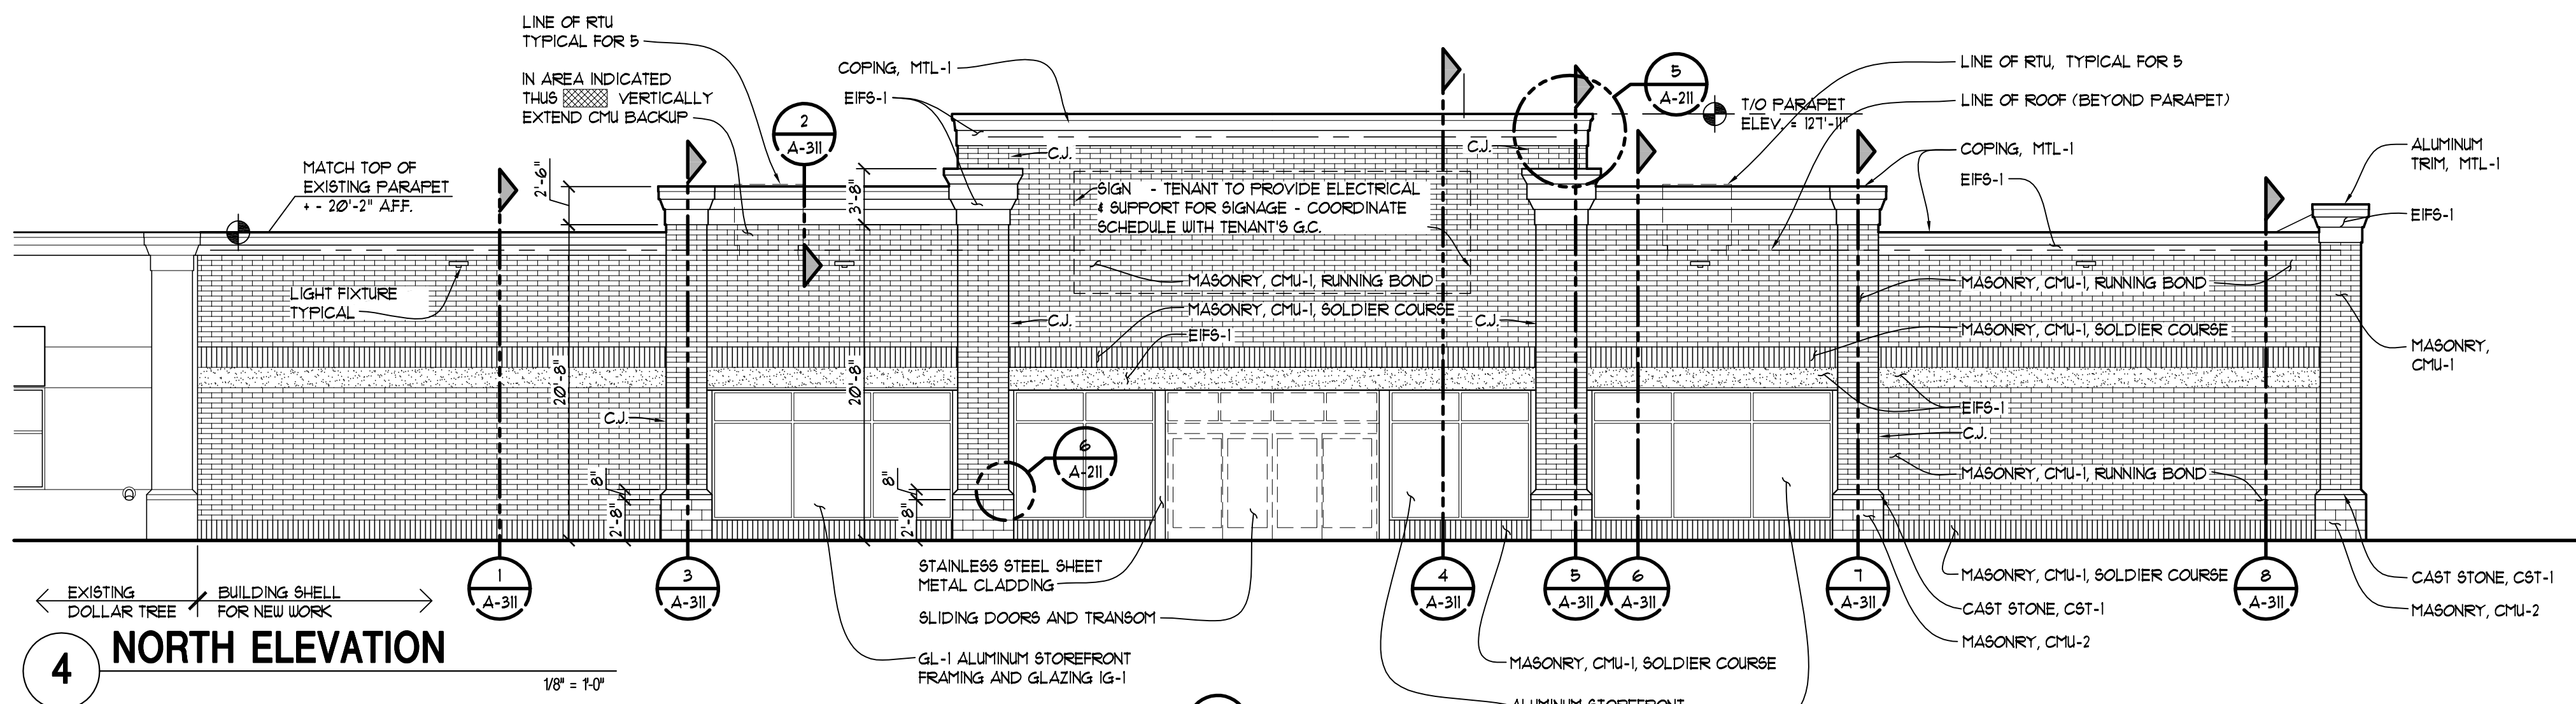 LINE OF RTU
TYPICAL FOR 5
IN AREA INDICATED
THUS VERTICALLY
EXTEND CMU BACKUP
MATCH TOP OF
EXISTING PARAPET
+ - 20'-2" A.F.F.
2
A-311
COPING, MTL-1
EIFS-1
5
A-211
T/O PARAPET
ELEV. = 127'-11"
LINE OF RTU, TYPICAL FOR 5
LINE OF ROOF (BEYOND PARAPET)
COPING, MTL-1
EIFS-1
ALUMINUM
TRIM, MTL-1
EIFS-1
2'-6"
3'-8"
C.J.
C.J.
SIGN - TENANT TO PROVIDE ELECTRICAL
& SUPPORT FOR SIGNAGE - COORDINATE
SCHEDULE WITH TENANT'S G.C.
LIGHT FIXTURE
TYPICAL
MASONRY, CMU-1, RUNNING BOND
MASONRY, CMU-1, SOLDIER COURSE
C.J.
C.J.
EIFS-1
MASONRY, CMU-1, RUNNING BOND
MASONRY, CMU-1, SOLDIER COURSE
MASONRY,
CMU-1
20'-8"
20'-8"
C.J.
EIFS-1
C.J.
MASONRY, CMU-1, RUNNING BOND
6
A-211
8"
2'-8"
8"
2'-8"
EXISTING
DOLLAR TREE
BUILDING SHELL
FOR NEW WORK
1
A-311
3
A-311
STAINLESS STEEL SHEET
METAL CLADDING
SLIDING DOORS AND TRANSOM
GL-1 ALUMINUM STOREFRONT
FRAMING AND GLAZING IG-1
4
A-311
5
A-311
6
A-311
7
A-311
8
A-311
MASONRY, CMU-1, SOLDIER COURSE
CAST STONE, CST-1
MASONRY, CMU-2
CAST STONE, CST-1
MASONRY, CMU-2
MASONRY, CMU-1, SOLDIER COURSE
ALUMINUM STOREFRONT
4
NORTH ELEVATION
1/8" = 1'-0"